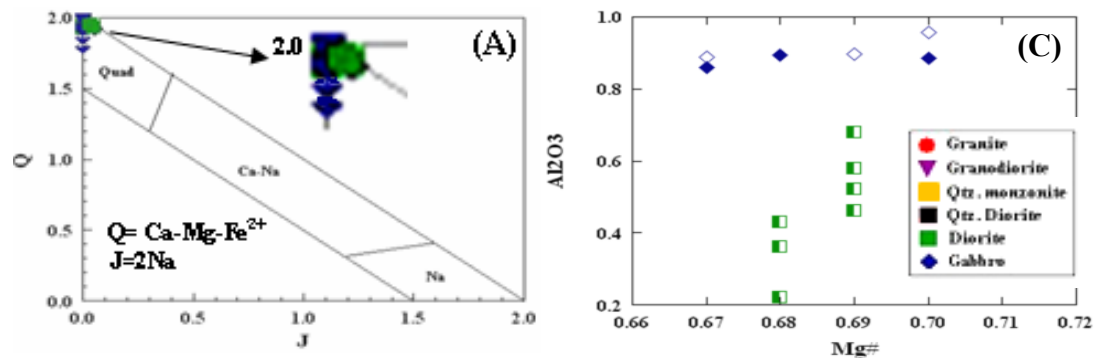 (A)
2.0
1.5
1.0
0.5
0.0
Q
2.0
Quad
Ca-Na
Na
Q= Ca-Mg-Fe2+
J=2Na
0.0 0.5 1.0 1.5 2.0
J
(C)
1.0
0.8
0.6
0.4
0.2
Al2O3
Granite
Granodiorite
Qtz. monzonite
Qtz. Diorite
Diorite
Gabbro
0.66 0.67 0.68 0.69 0.70 0.71 0.72
Mg#